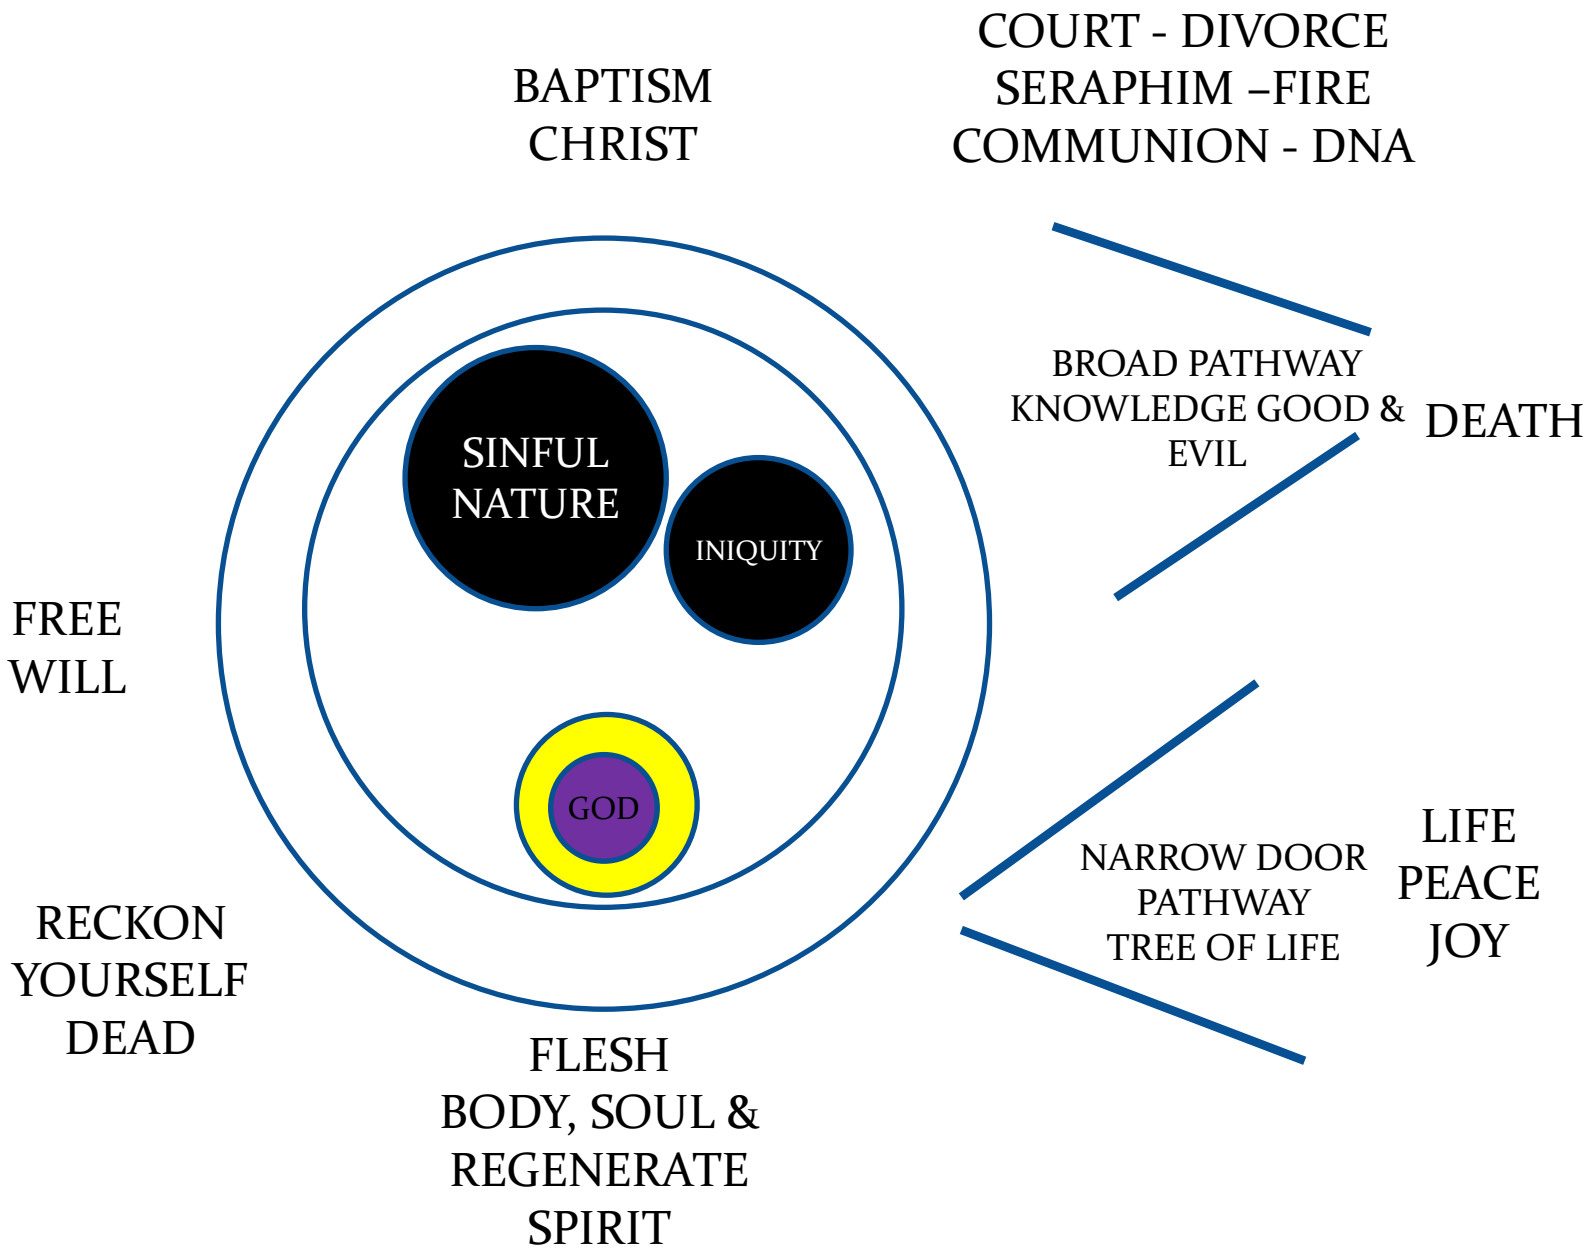 COURT - DIVORCE
SERAPHIM –FIRE
COMMUNION - DNA
BAPTISM
CHRIST
BROAD PATHWAY
KNOWLEDGE GOOD &
EVIL
DEATH
SINFUL
NATURE
INIQUITY
FREE
WILL
GOD
NARROW DOOR
PATHWAY
TREE OF LIFE
LIFE
PEACE
JOY
RECKON
YOURSELF
DEAD
FLESH
BODY, SOUL &
REGENERATE
SPIRIT